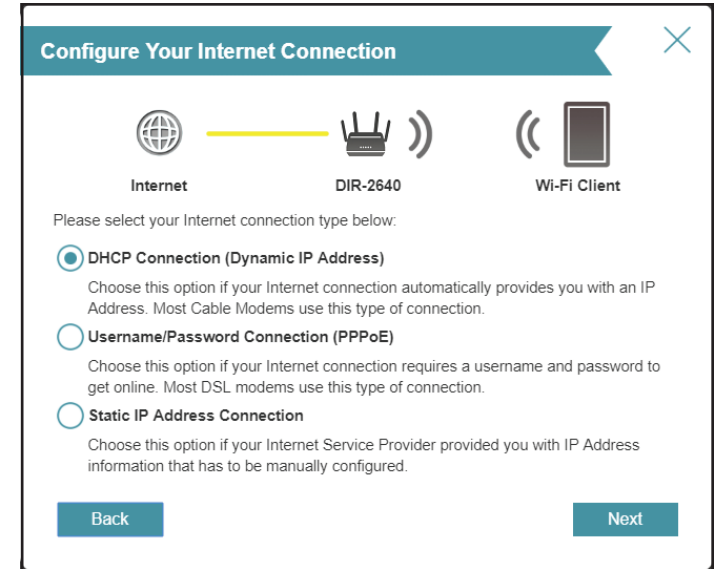 Configure Your Internet Connection
Internet
DIR-2640
Wi-Fi Client
Please select your Internet connection type below:
DHCP Connection (Dynamic IP Address)
Choose this option if your Internet connection automatically provides you with an IP
Address. Most Cable Modems use this type of connection.
Username/Password Connection (PPPoE)
Choose this option if your Internet connection requires a username and password to
get online. Most DSL modems use this type of connection.
Static IP Address Connection
Choose this option if your Internet Service Provider provided you with IP Address
information that has to be manually configured.
Back
Next